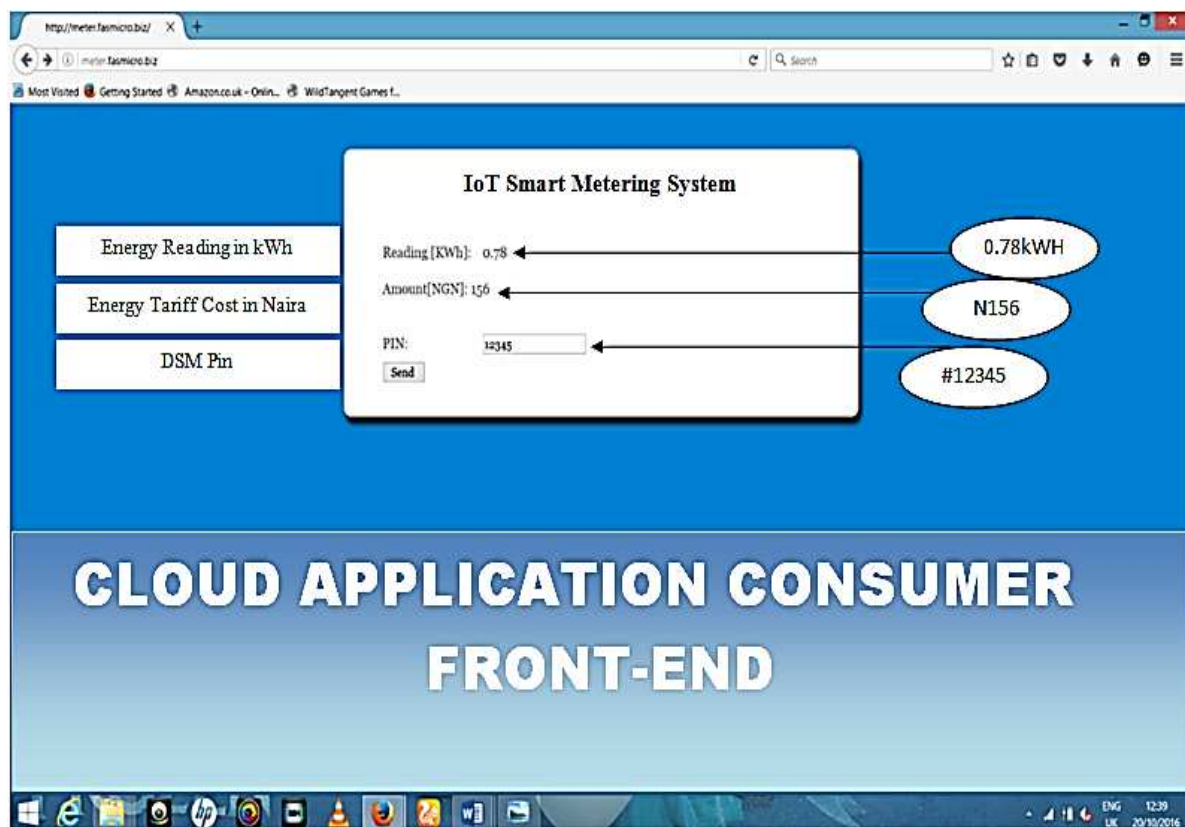 http://meter.fasmicro.biz/
meter.fasmicro.biz
Search
Most Visited Getting Started Amazon.co.uk – Onlin... WildTangent Games f...
IoT Smart Metering System
Energy Reading in kWh
Reading [KWh]: 0.78
0.78kWH
Energy Tariff Cost in Naira
Amount[NGN]: 156
N156
DSM Pin
PIN: 12345
#12345
Send
CLOUD APPLICATION CONSUMER
FRONT-END
hp
ENG 12:39
UK 20/10/2016